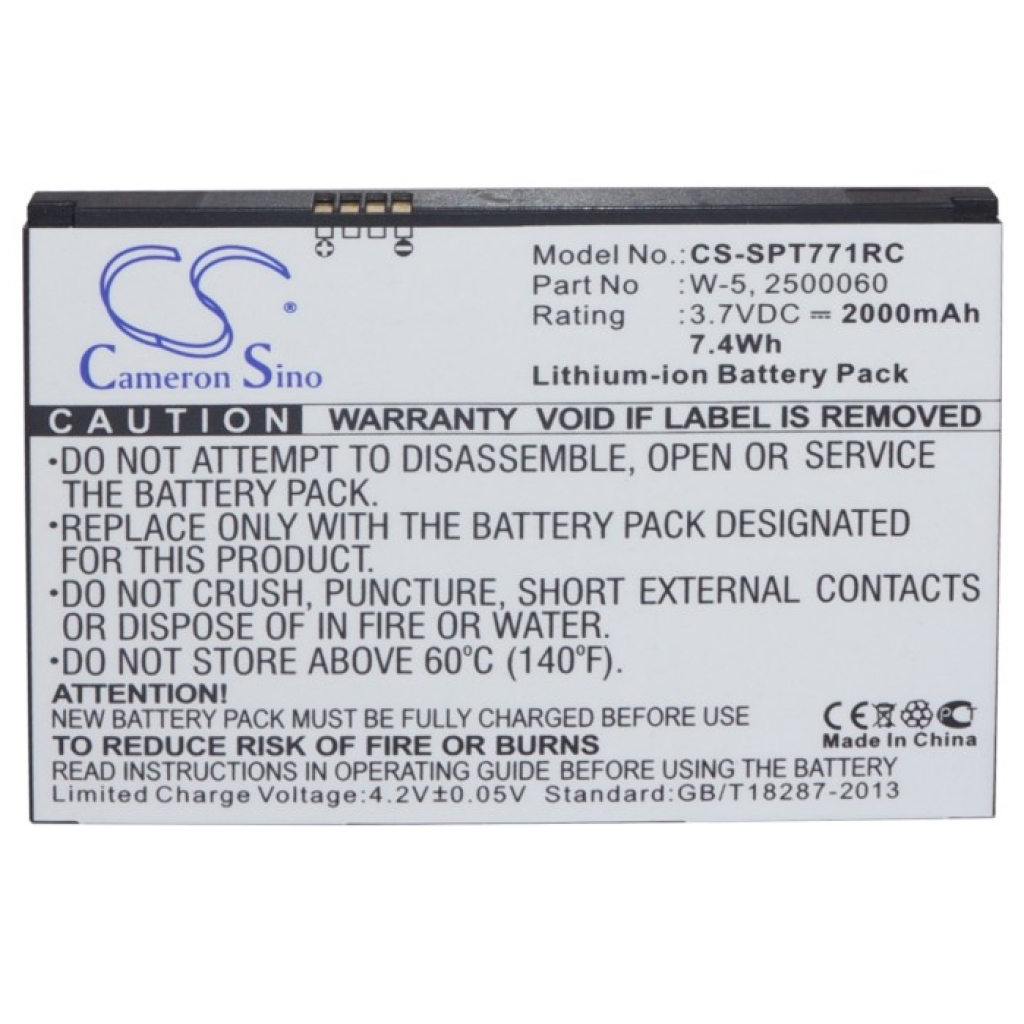 CS®
Cameron Sino
Model No.: CS-SPT771RC
Part No : W-5, 2500060
Rating : 3.7VDC ⎓ 2000mAh
7.4Wh
Lithium-ion Battery Pack
CAUTION WARRANTY VOID IF LABEL IS REMOVED
•DO NOT ATTEMPT TO DISASSEMBLE, OPEN OR SERVICE
THE BATTERY PACK.
•REPLACE ONLY WITH THE BATTERY PACK DESIGNATED
FOR THIS PRODUCT.
•DO NOT CRUSH, PUNCTURE, SHORT EXTERNAL CONTACTS
OR DISPOSE OF IN FIRE OR WATER.
•DO NOT STORE ABOVE 60°C (140°F).
ATTENTION!
NEW BATTERY PACK MUST BE FULLY CHARGED BEFORE USE
CE PCT
Made In China
TO REDUCE RISK OF FIRE OR BURNS
READ INSTRUCTIONS IN BEFORE USING THE BATTERY
Limited Charge Voltage:4.2V±0.05V Standard:GB/T18287-2013